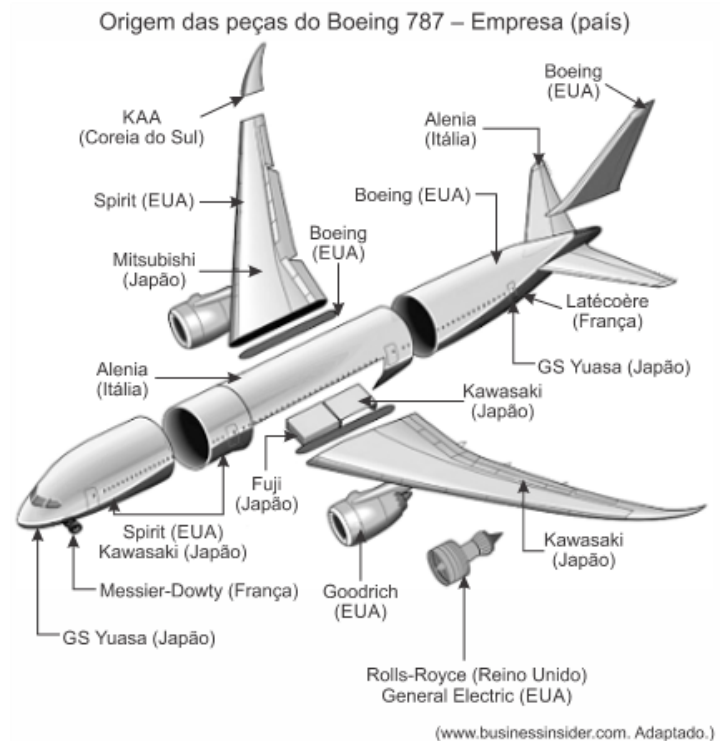 Origem das peças do Boeing 787 – Empresa (país)
KAA
(Coreia do Sul)
Boeing
(EUA)
Alenia
(Itália)
Spirit (EUA)
Boeing (EUA)
Boeing
(EUA)
Mitsubishi
(Japão)
Latécoère
(França)
GS Yuasa (Japão)
Alenia
(Itália)
Kawasaki
(Japão)
Fuji
(Japão)
Spirit (EUA)
Kawasaki (Japão)
Kawasaki
(Japão)
Messier-Dowty (França)
Goodrich
(EUA)
GS Yuasa (Japão)
Rolls-Royce (Reino Unido)
General Electric (EUA)
(www.businessinsider.com. Adaptado.)